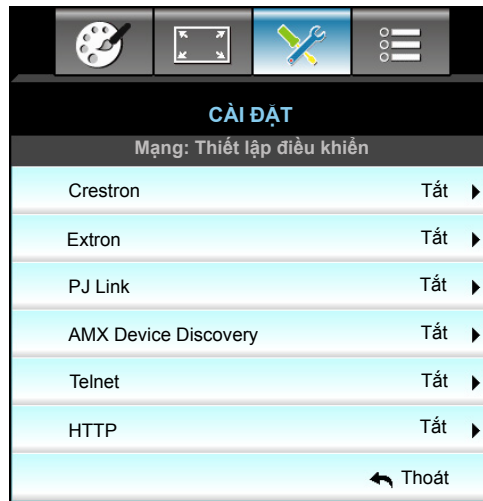 CÀI ĐẶT
Mạng: Thiết lập điều khiển
Crestron Tắt
Extron Tắt
PJ Link Tắt
AMX Device Discovery Tắt
Telnet Tắt
HTTP Tắt
Thoát